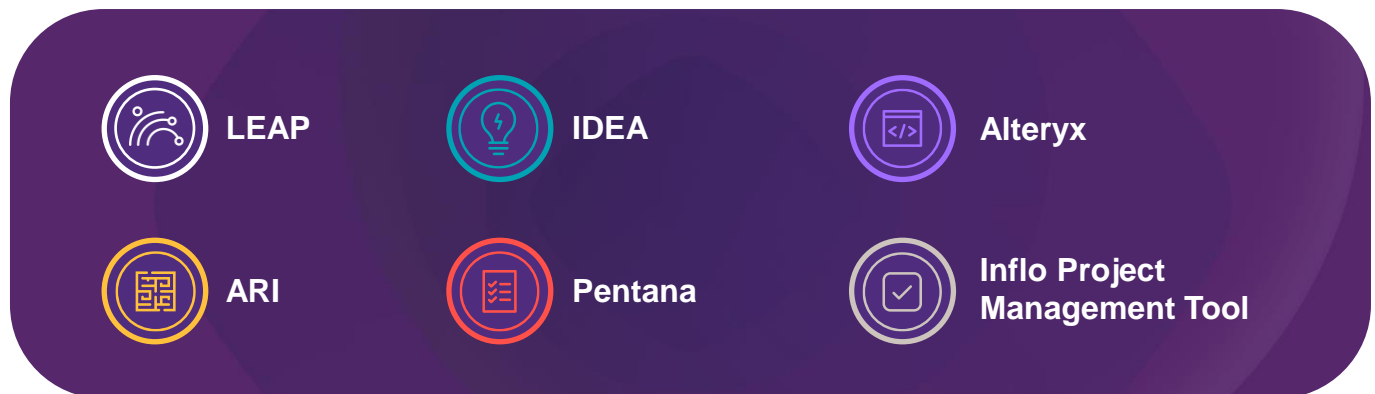 LEAP
IDEA
Alteryx
ARI
Pentana
Inflo Project
Management Tool